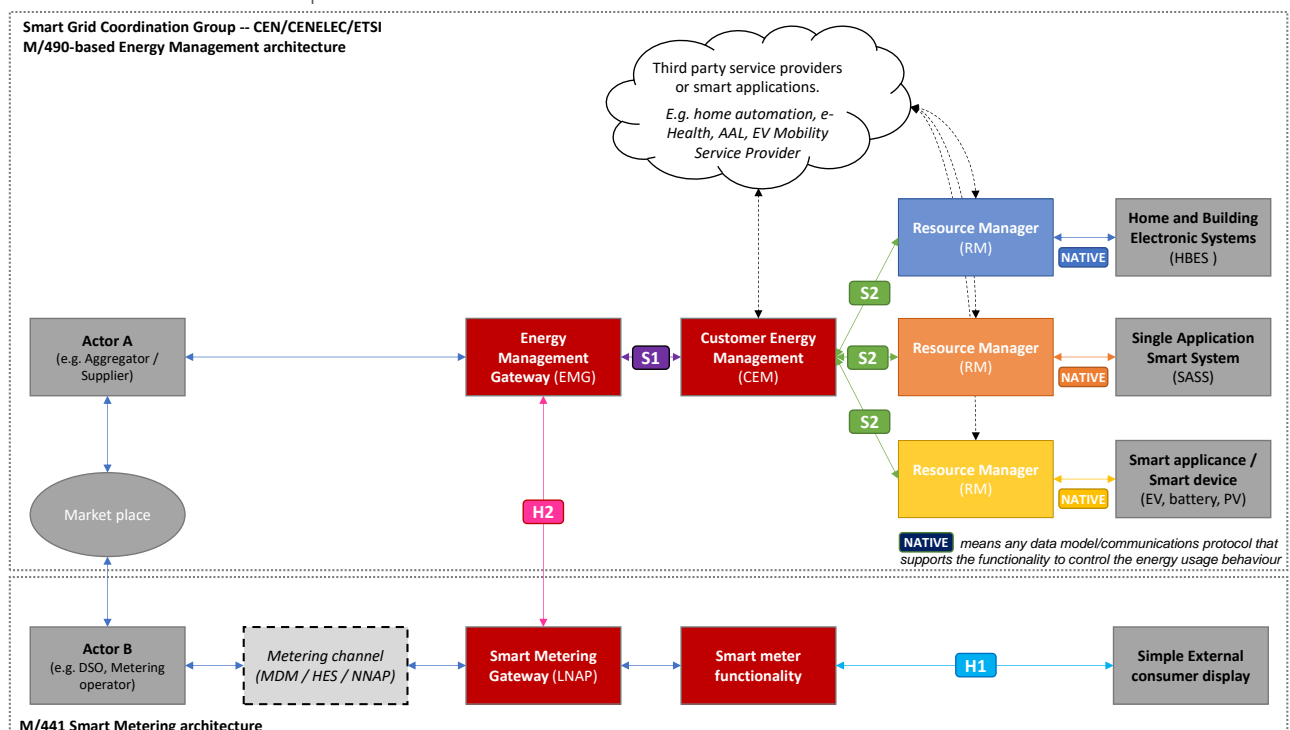 Smart Grid Coordination Group -- CEN/CENELEC/ETSI
M/490-based Energy Management architecture
Third party service providers
or smart applications.
E.g. home automation, e-
Health, AAL, EV Mobility
Service Provider
Resource Manager
(RM)
NATIVE
Home and Building
Electronic Systems
(HBES )
S2
Actor A
(e.g. Aggregator /
Supplier)
Energy
Management
Gateway (EMG)
S1
Customer Energy
Management
(CEM)
S2
Resource Manager
(RM)
NATIVE
Single Application
Smart System
(SASS)
S2
Resource Manager
(RM)
NATIVE
Smart applicance /
Smart device
(EV, battery, PV)
Market place
H2
NATIVE means any data model/communications protocol that
supports the functionality to control the energy usage behaviour
Actor B
(e.g. DSO, Metering
operator)
Metering channel
(MDM / HES / NNAP)
Smart Metering
Gateway (LNAP)
Smart meter
functionality
H1
Simple External
consumer display
M/441 Smart Metering architecture